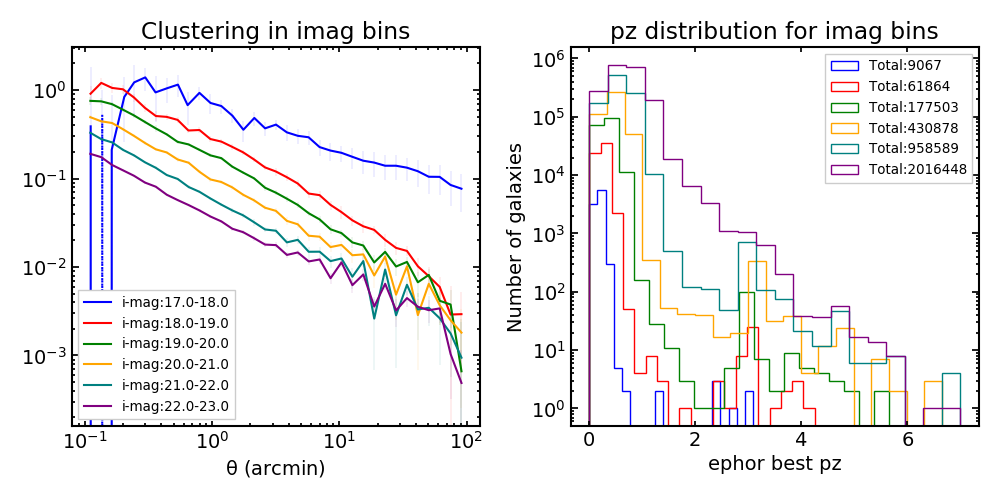 Clustering in imag bins
10⁰
10⁻¹
10⁻²
10⁻³
i-mag:17.0-18.0
i-mag:18.0-19.0
i-mag:19.0-20.0
i-mag:20.0-21.0
i-mag:21.0-22.0
i-mag:22.0-23.0
10⁻¹ 10⁰ 10¹ 10²
θ (arcmin)
pz distribution for imag bins
Number of galaxies
10⁶
10⁵
10⁴
10³
10²
10¹
10⁰
Total:9067
Total:61864
Total:177503
Total:430878
Total:958589
Total:2016448
0 2 4 6
ephor best pz